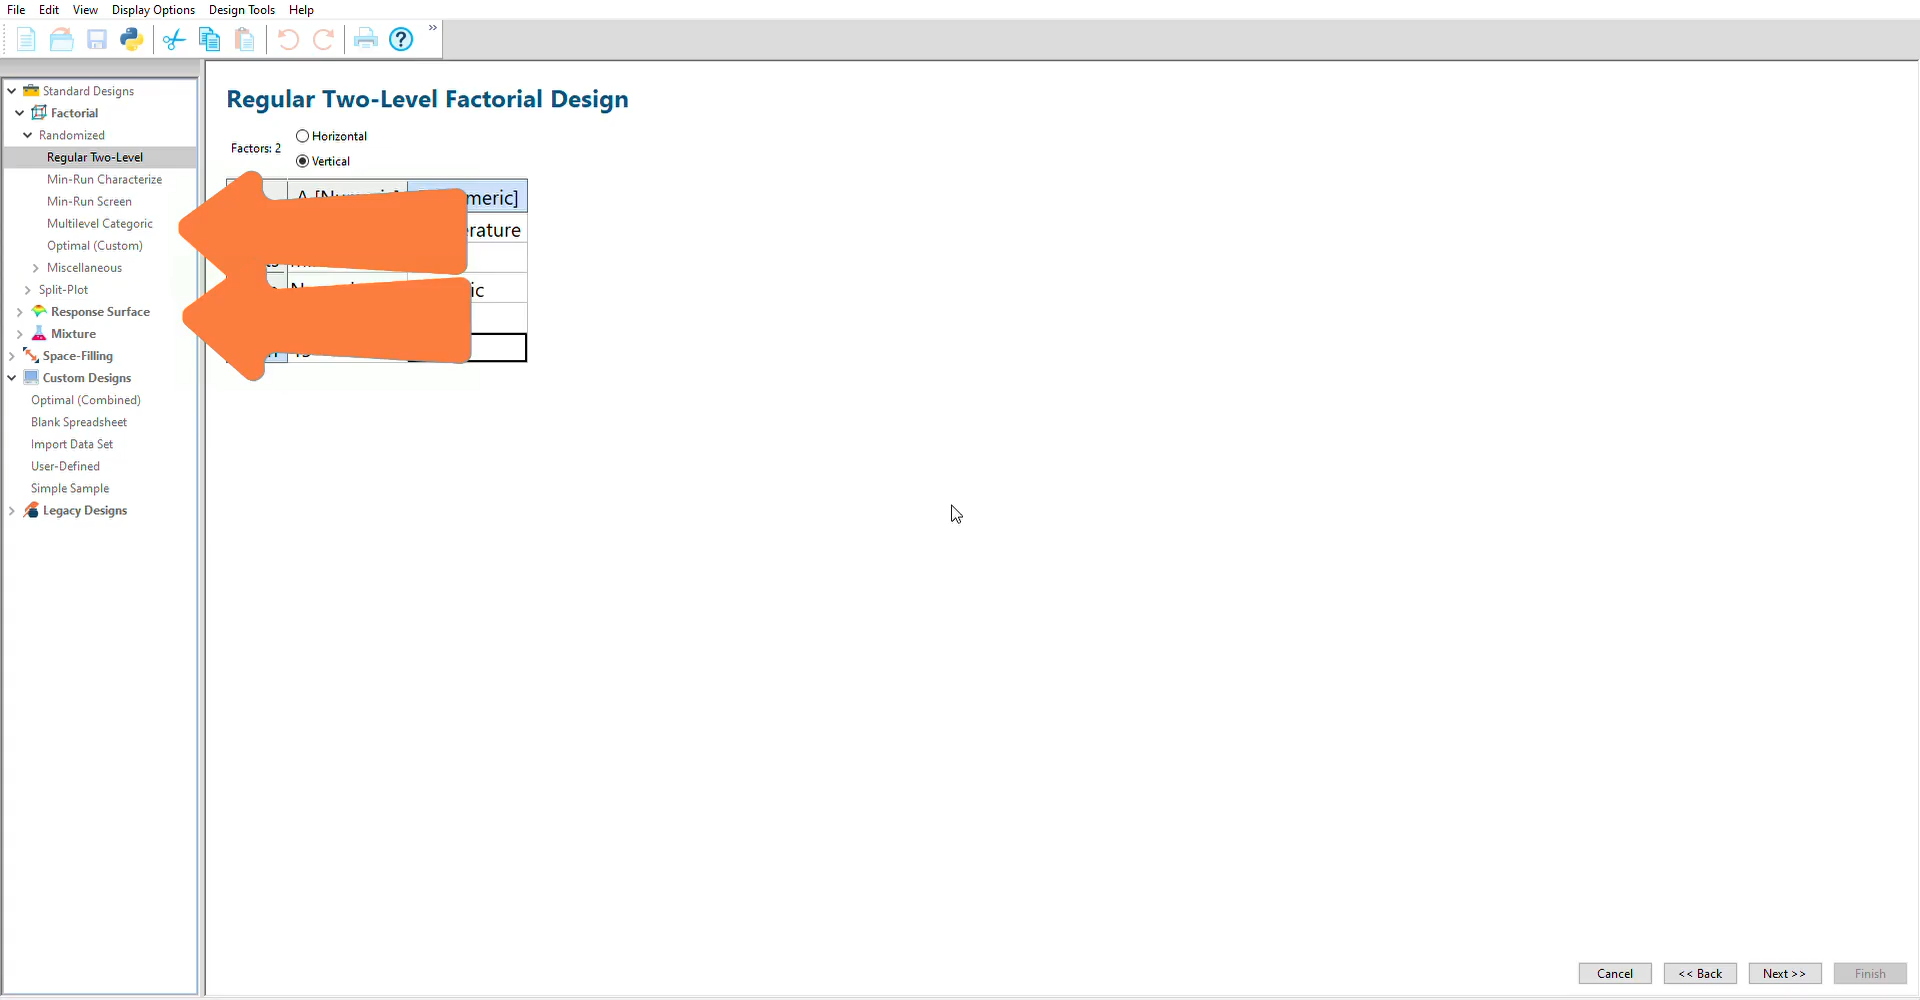 File Edit View Display Options Design Tools Help
»
Standard Designs
Factorial
Randomized
Regular Two-Level
Min-Run Characterize
Min-Run Screen
Multilevel Categoric
Optimal (Custom)
Miscellaneous
Split-Plot
Response Surface
Mixture
Space-Filling
Custom Designs
Optimal (Combined)
Blank Spreadsheet
Import Data Set
User-Defined
Simple Sample
Legacy Designs
Regular Two-Level Factorial Design
Factors: 2
Horizontal
Vertical
Cancel << Back Next >> Finish